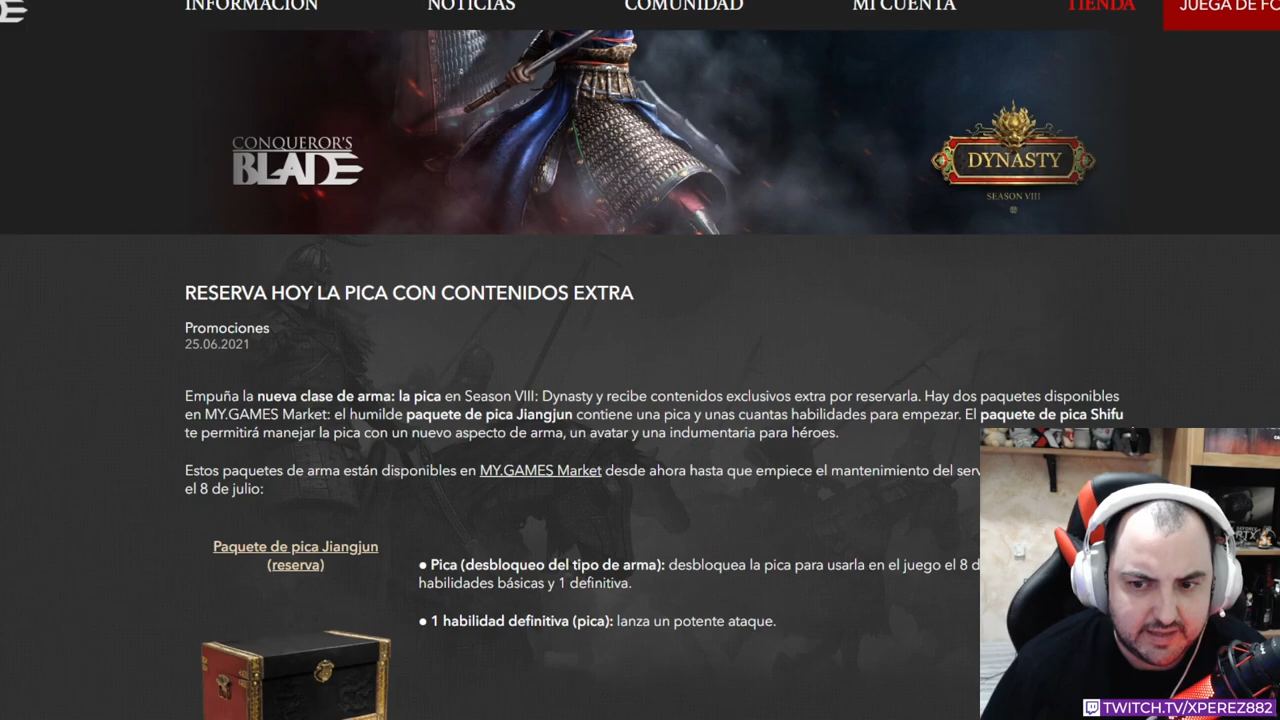 INFORMACIÓN NOTICIAS COMUNIDAD MI CUENTA TIENDA JUEGA DE FO
CONQUEROR'S
BLADE
DYNASTY
SEASON VIII
RESERVA HOY LA PICA CON CONTENIDOS EXTRA
Promociones
25.06.2021
Empuña la nueva clase de arma: la pica en Season VIII: Dynasty y recibe contenidos exclusivos extra por reservarla. Hay dos paquetes disponibles
en MY.GAMES Market: el humilde paquete de pica Jiangjun contiene una pica y unas cuantas habilidades para empezar. El paquete de pica Shifu
te permitirá manejar la pica con un nuevo aspecto de arma, un avatar y una indumentaria para héroes.
Estos paquetes de arma están disponibles en MY.GAMES Market desde ahora hasta que empiece el mantenimiento del serv
el 8 de julio:
Paquete de pica Jiangjun
(reserva)
● Pica (desbloqueo del tipo de arma): desbloquea la pica para usarla en el juego el 8 d
habilidades básicas y 1 definitiva.
● 1 habilidad definitiva (pica): lanza un potente ataque.
TWITCH.TV/XPEREZ882